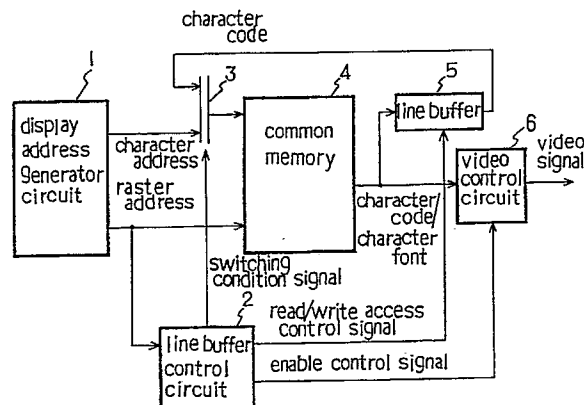 character
code
1
3
4
5
line buffer
6
video
signal
display
address
generator
circuit
character
address
raster
address
common
memory
video
control
circuit
character
code/
character
font
switching
condition signal
2
read/write access
control signal
line buffer
control
circuit
enable control signal